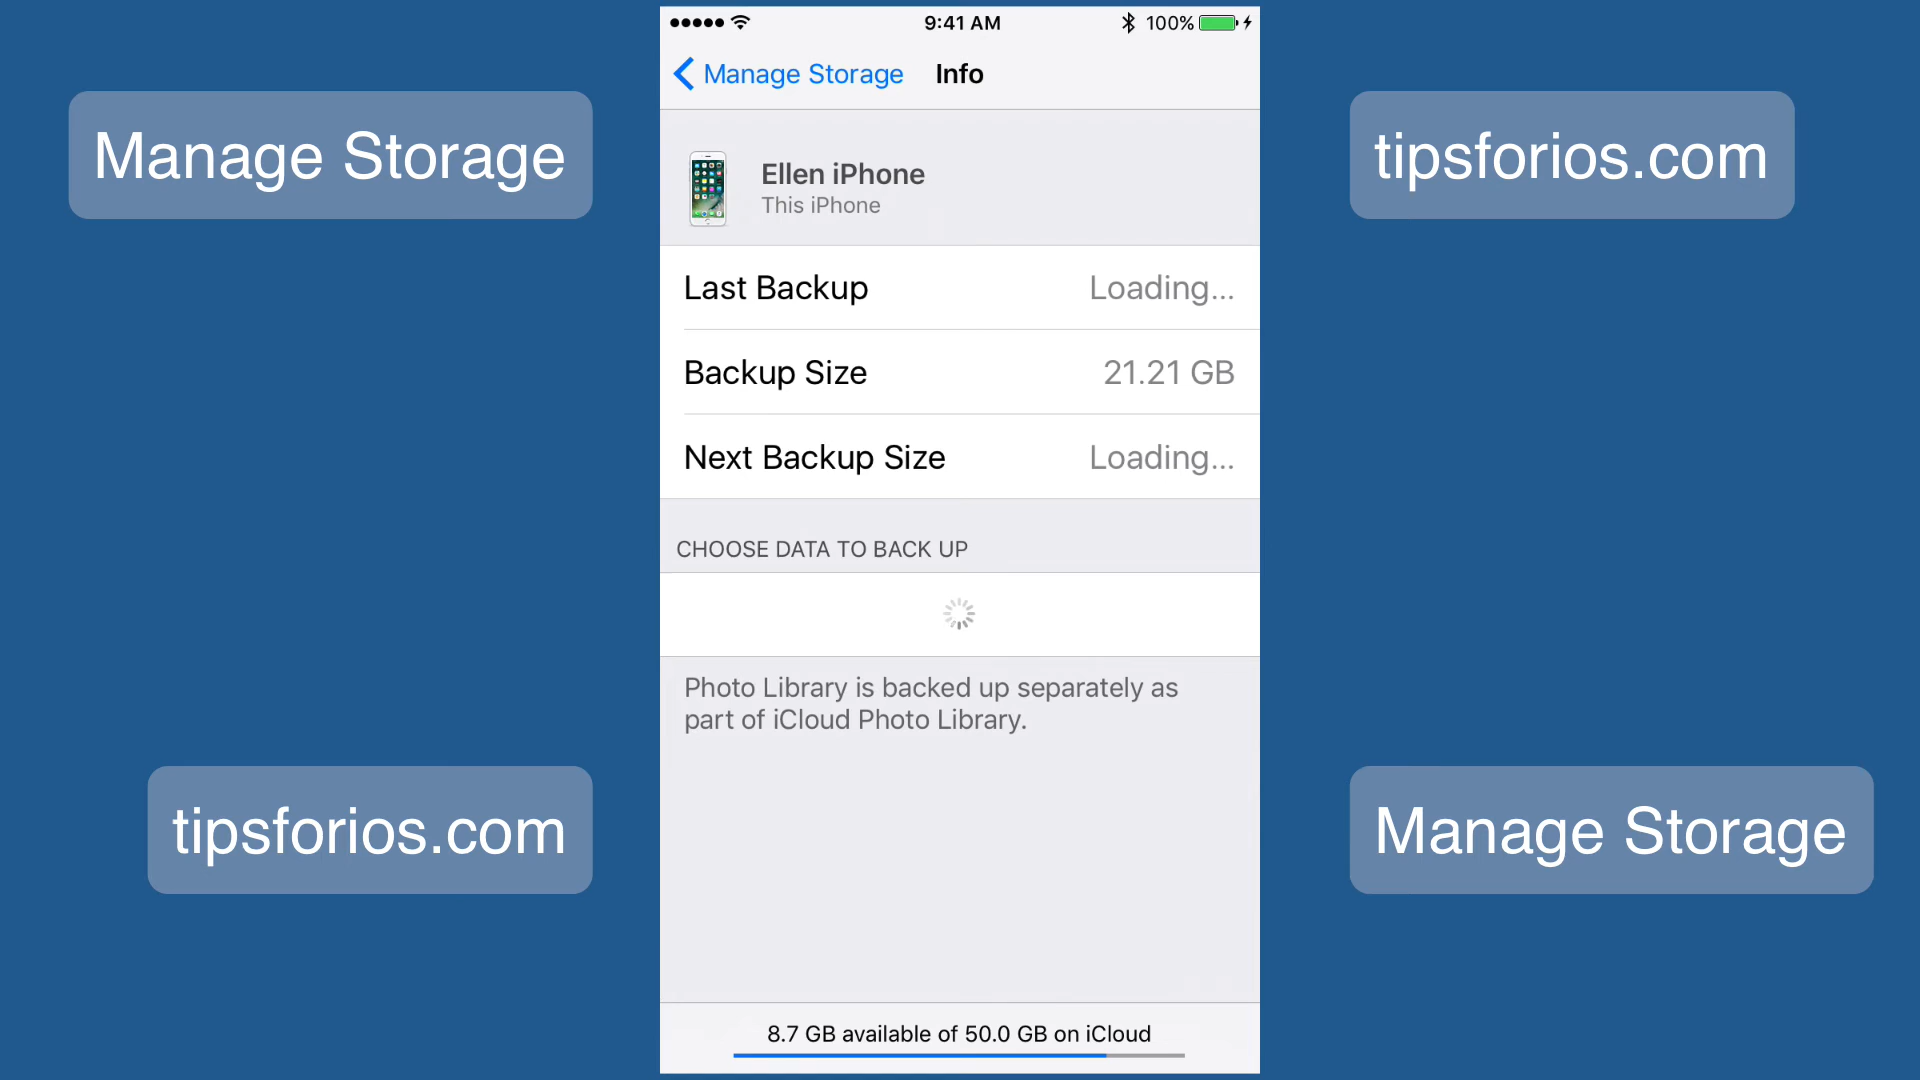 9:41 AM
100%
Manage Storage
Info
Manage Storage
tipsforios.com
Ellen iPhone
This iPhone
Last Backup
Loading...
Backup Size
21.21 GB
Next Backup Size
Loading...
CHOOSE DATA TO BACK UP
Photo Library is backed up separately as
part of iCloud Photo Library.
tipsforios.com
Manage Storage
8.7 GB available of 50.0 GB on iCloud